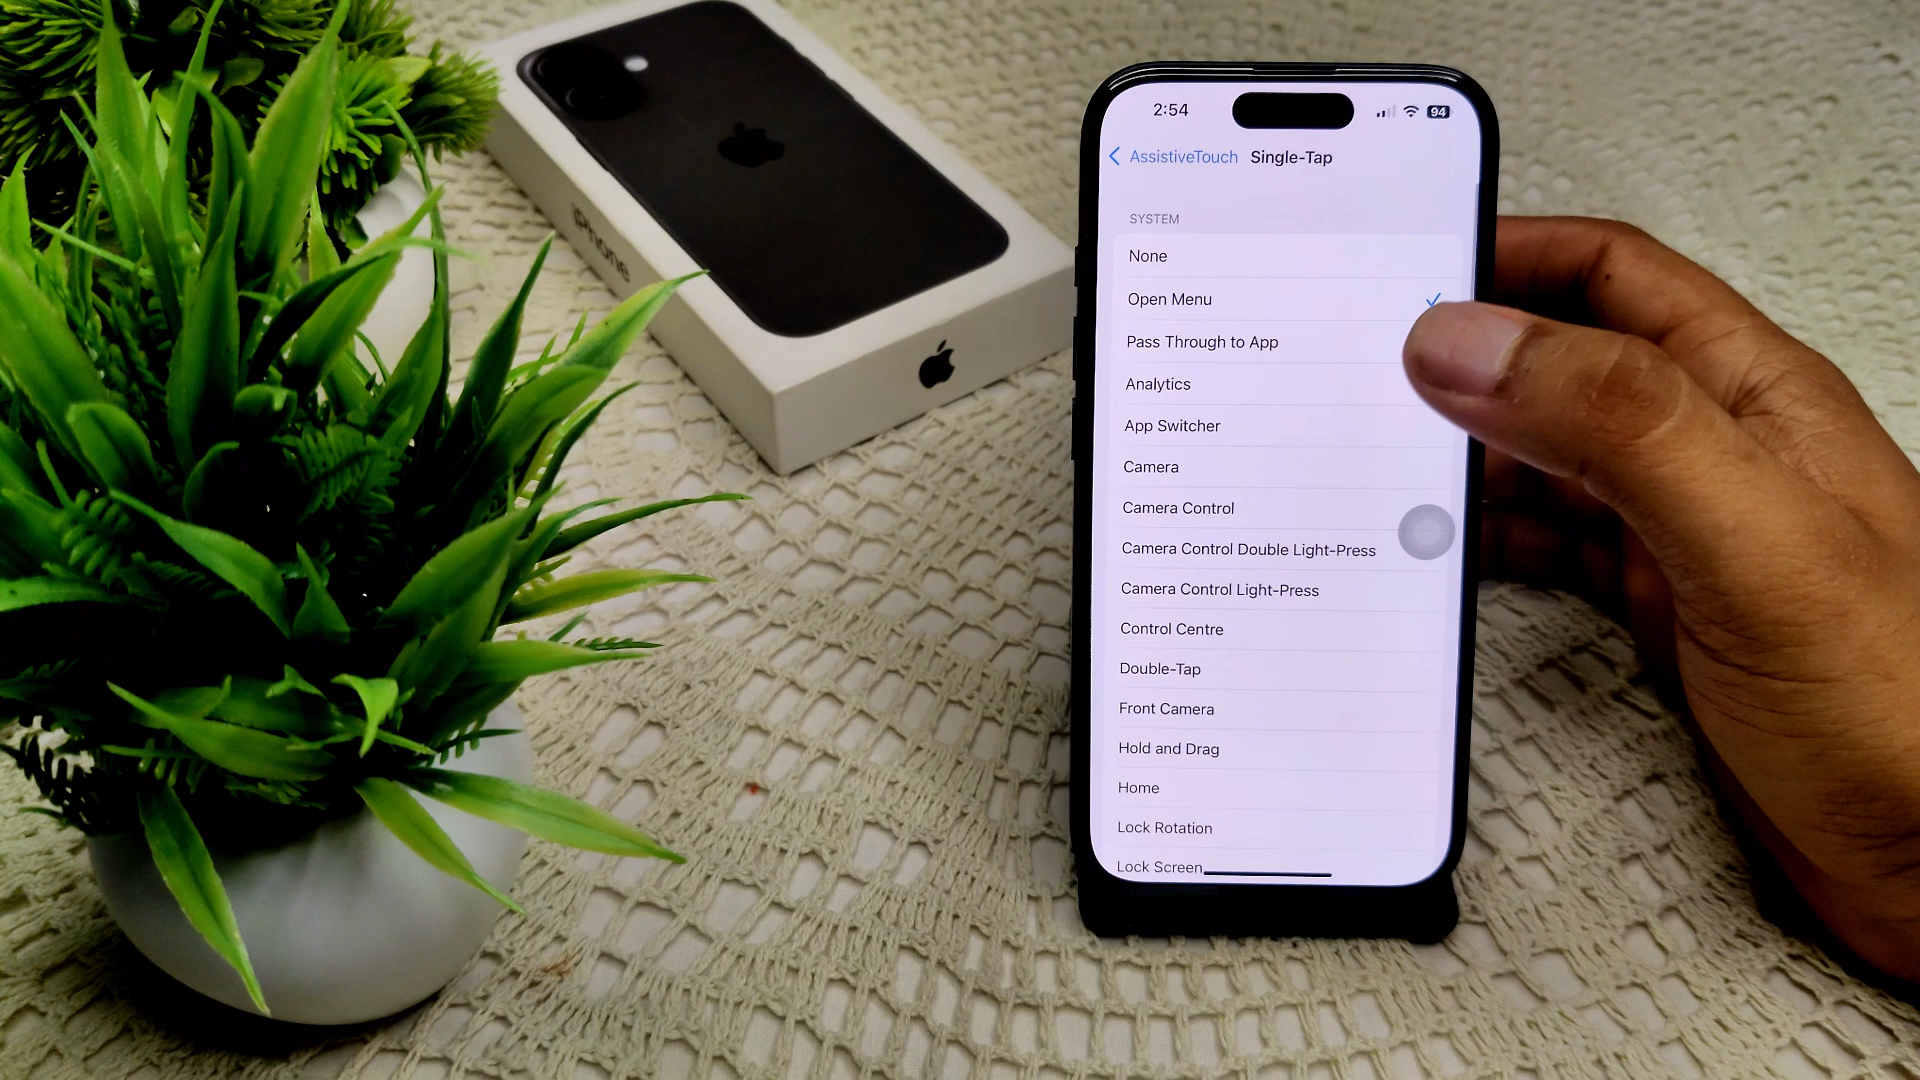 iPhone
2:54
94
AssistiveTouch Single-Tap
SYSTEM
None
Open Menu
Pass Through to App
Analytics
App Switcher
Camera
Camera Control
Camera Control Double Light-Press
Camera Control Light-Press
Control Centre
Double-Tap
Front Camera
Hold and Drag
Home
Lock Rotation
Lock Screen